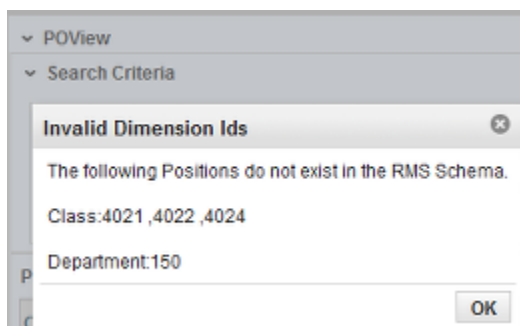 POView
Search Criteria
Invalid Dimension Ids
The following Positions do not exist in the RMS Schema.
Class:4021 ,4022 ,4024
Department:150
P
OK